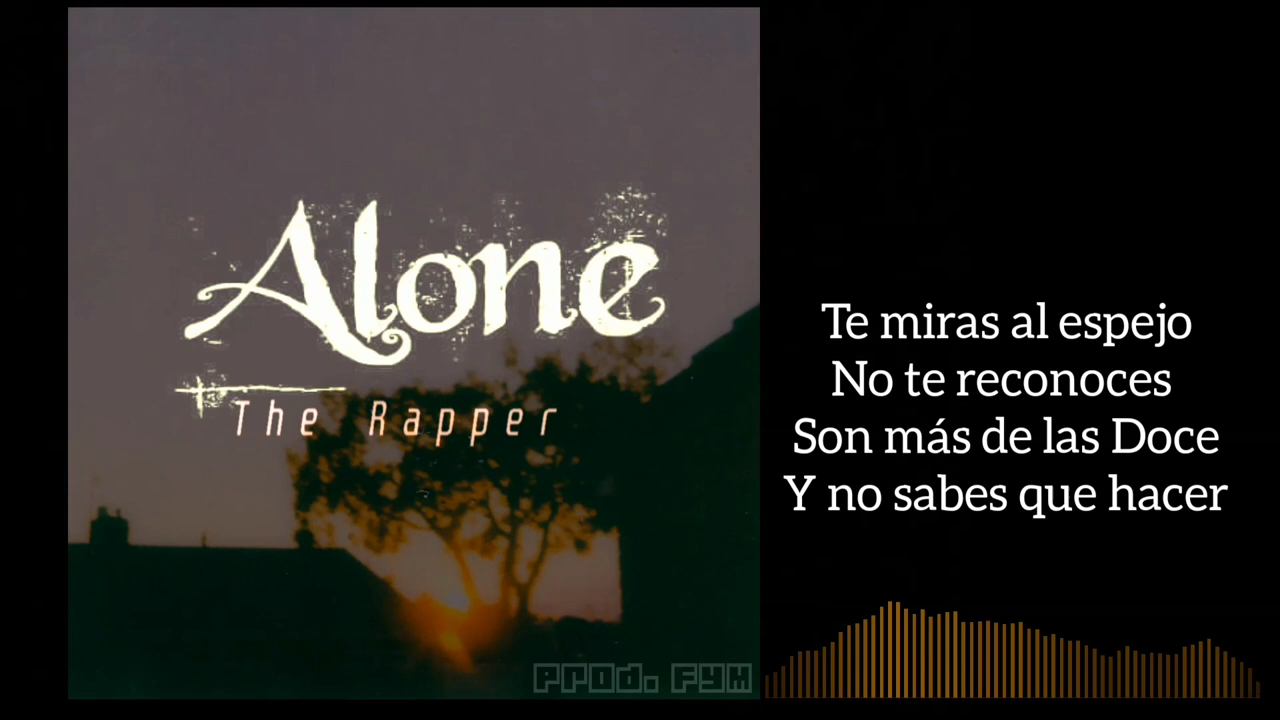 Alone
The Rapper
Te miras al espejo
No te reconoces
Son más de las Doce
Y no sabes que hacer
Prod. FYM